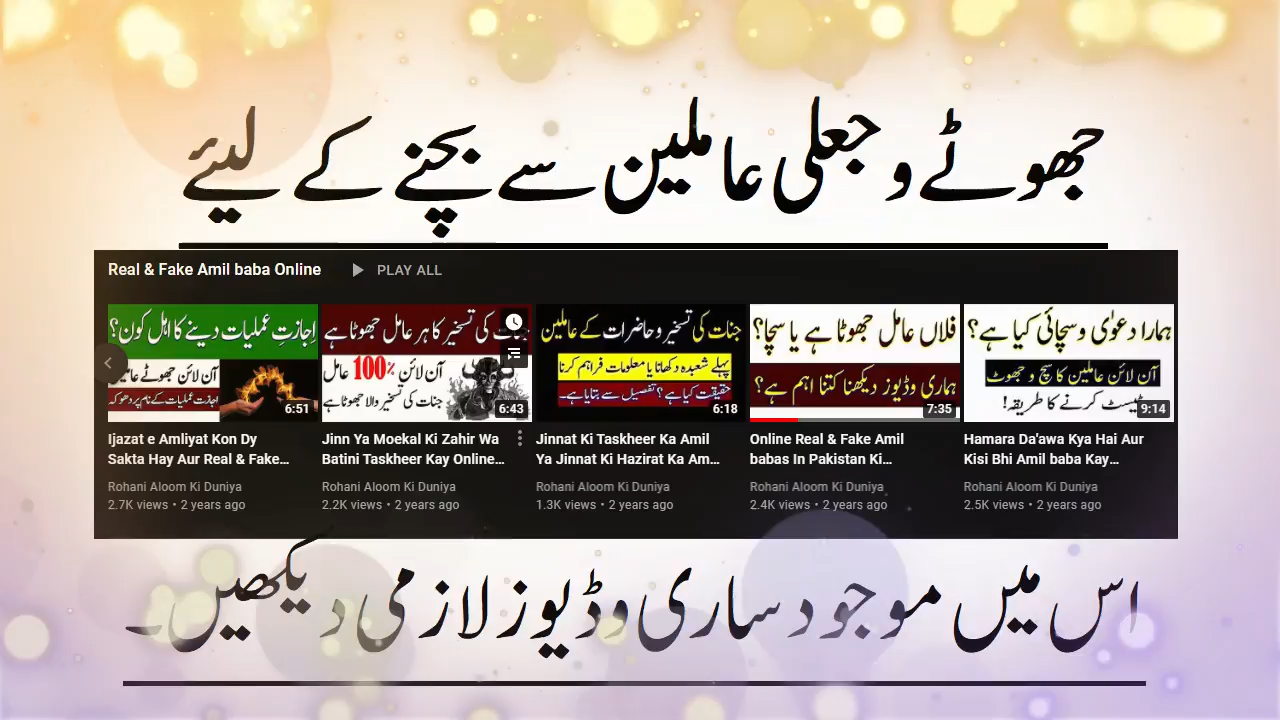 جھوٹے و جعلی عاملین سے بچنے کے لیئے
Real & Fake Amil baba Online PLAY ALL
اجازتِ عملیات دینے کا اہل کون؟
آن لائن جھوٹے عاملین
اجازت عملیات کے نام پر دھوکہ
6:51
Ijazat e Amliyat Kon Dy
Sakta Hay Aur Real & Fake...
Rohani Aloom Ki Duniya
2.7K views • 2 years ago
جنات کی تسخیر کا ہر عامل جھوٹا ہے
آن لائن 100% عامل
جنات کی تسخیر والا جھوٹا ہے
6:43
Jinn Ya Moekal Ki Zahir Wa
Batini Taskheer Kay Online...
Rohani Aloom Ki Duniya
2.2K views • 2 years ago
جنات کی تسخیر و حاضرات کے عاملین
پہلے شعبدہ دکھانا یا معلومات فراہم کرنا
حقیقت کیا ہے؟ تفصیل سے بتایا ہے۔
6:18
Jinnat Ki Taskheer Ka Amil
Ya Jinnat Ki Hazirat Ka Am...
Rohani Aloom Ki Duniya
1.3K views • 2 years ago
فلاں عامل جھوٹا ہے یا سچا؟
ہماری وڈیوز دیکھنا کتنا اہم ہے؟
7:35
Online Real & Fake Amil
babas In Pakistan Ki...
Rohani Aloom Ki Duniya
2.4K views • 2 years ago
ہمارا دعوٰی و سچائی کیا ہے؟
آن لائن عاملین کا سچ و جھوٹ
ٹیسٹ کرنے کا طریقہ!
9:14
Hamara Da'awa Kya Hai Aur
Kisi Bhi Amil baba Kay...
Rohani Aloom Ki Duniya
2.5K views • 2 years ago
اس میں موجود ساری وڈیوز لازمی دیکھیں۔